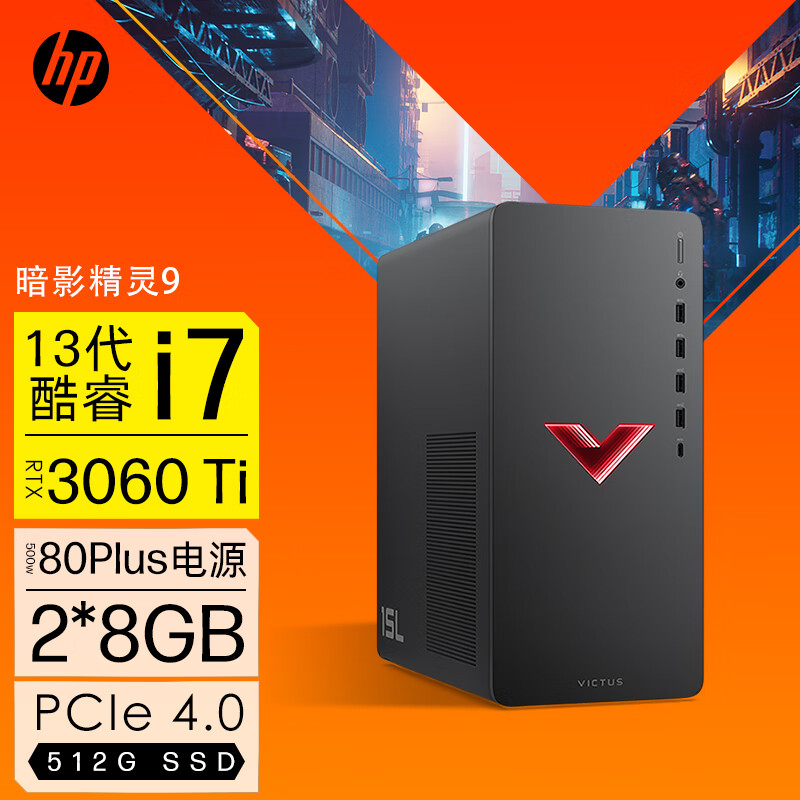 hp
暗影精灵9
13代
酷睿 i7
RTX 3060 Ti
500w 80Plus电源
2*8GB
PCIe 4.0
512G SSD
15L
VICTUS